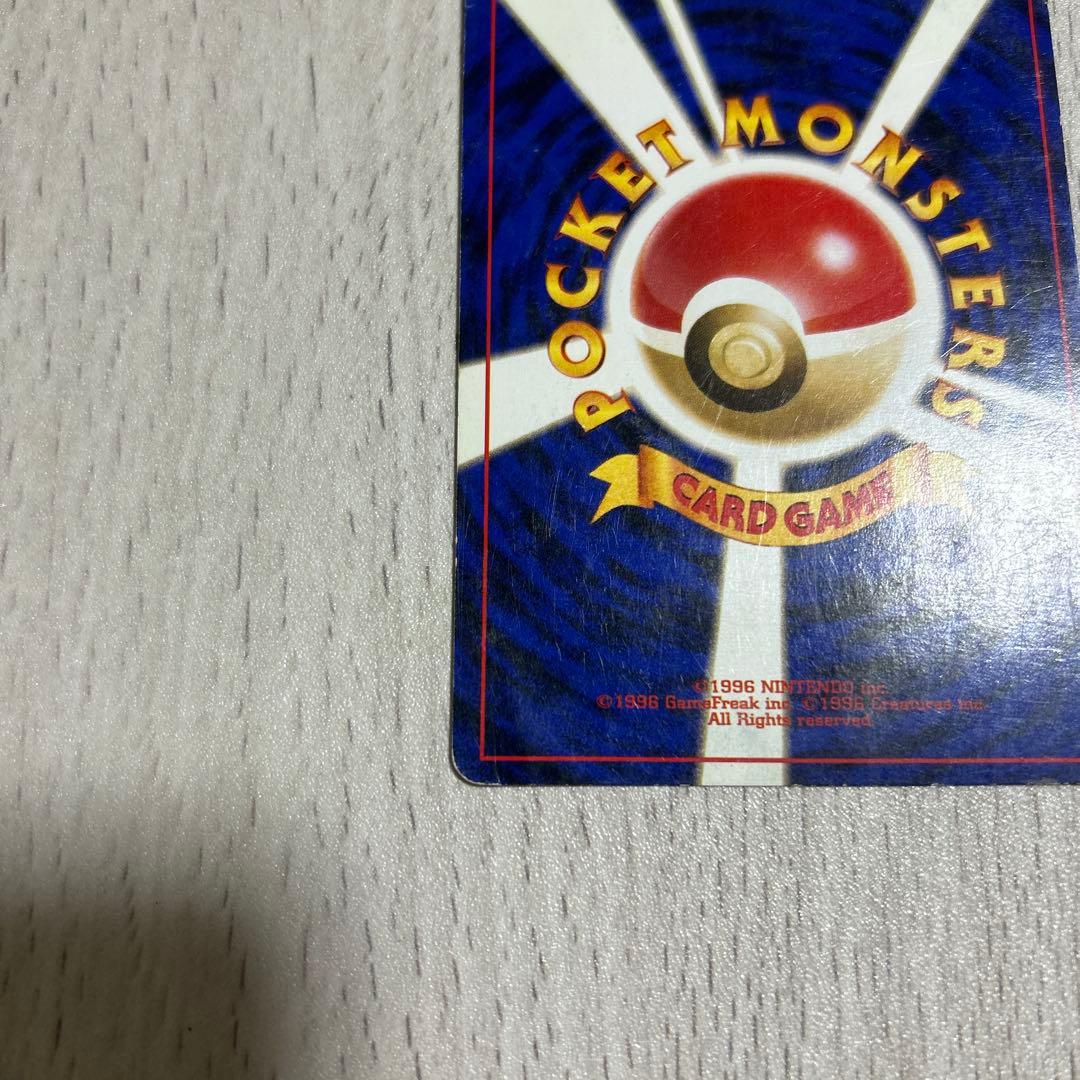 POCKET MONSTERS
CARD GAME
©1996 NINTENDO inc.
©1996 GameFreak inc. ©1996 Creatures inc.
All Rights reserved.